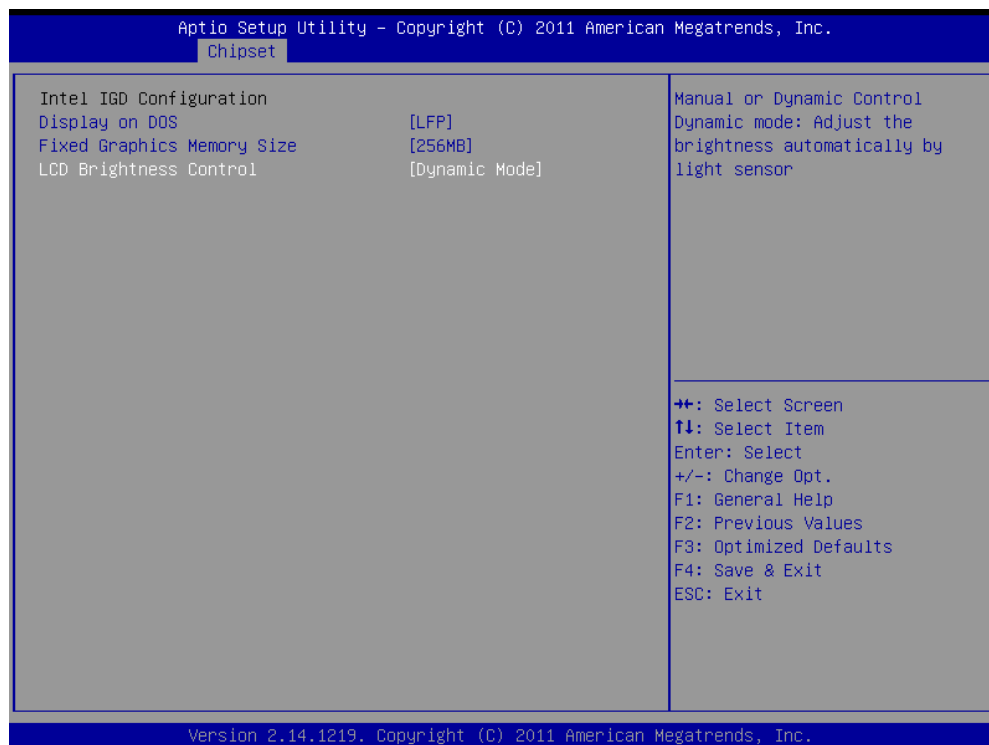 Aptio Setup Utility – Copyright (C) 2011 American Megatrends, Inc.
Chipset
Intel IGD Configuration
Display on DOS [LFP]
Fixed Graphics Memory Size [256MB]
LCD Brightness Control [Dynamic Mode]
Manual or Dynamic Control
Dynamic mode: Adjust the
brightness automatically by
light sensor
→←: Select Screen
↑↓: Select Item
Enter: Select
+/-: Change Opt.
F1: General Help
F2: Previous Values
F3: Optimized Defaults
F4: Save & Exit
ESC: Exit
Version 2.14.1219. Copyright (C) 2011 American Megatrends, Inc.